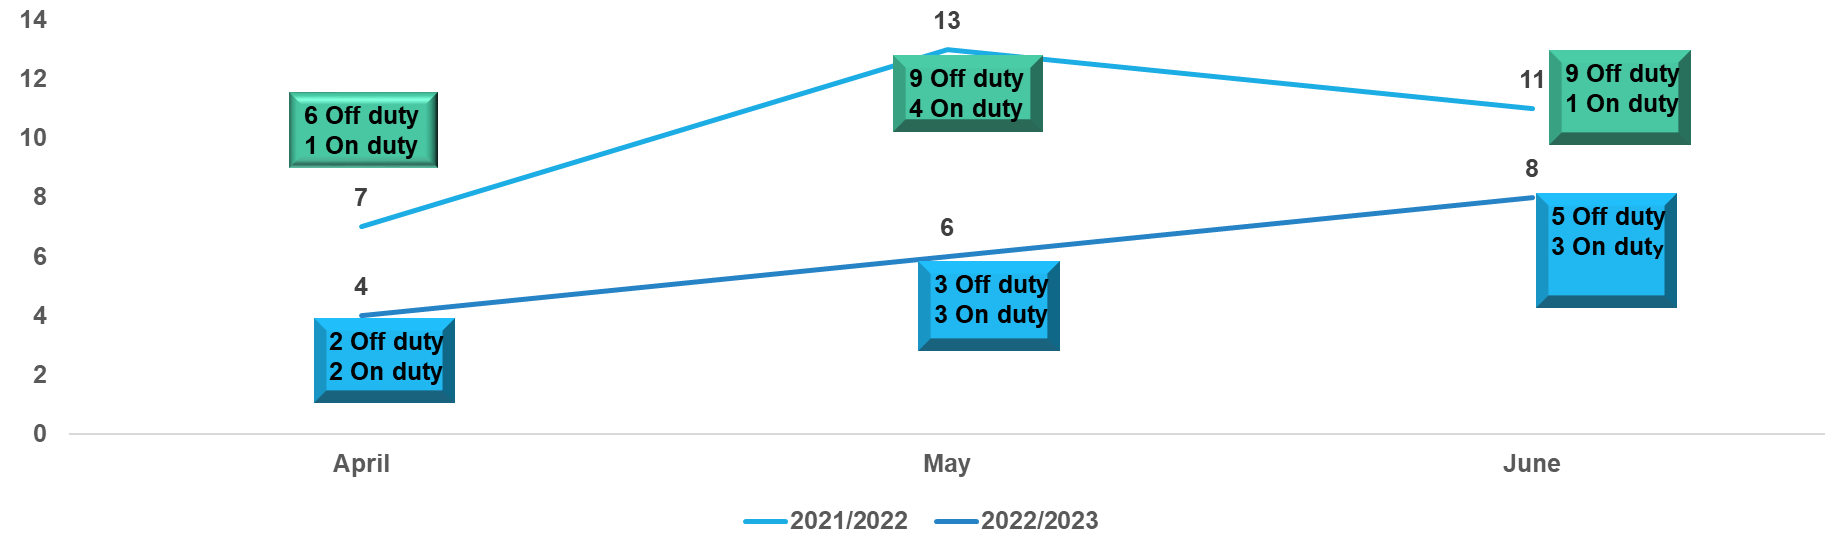 14
12
10
8
6
4
2
0
13
11
7
8
6
4
6 Off duty
1 On duty
9 Off duty
4 On duty
9 Off duty
1 On duty
2 Off duty
2 On duty
3 Off duty
3 On duty
5 Off duty
3 On duty
April May June
2021/2022 2022/2023